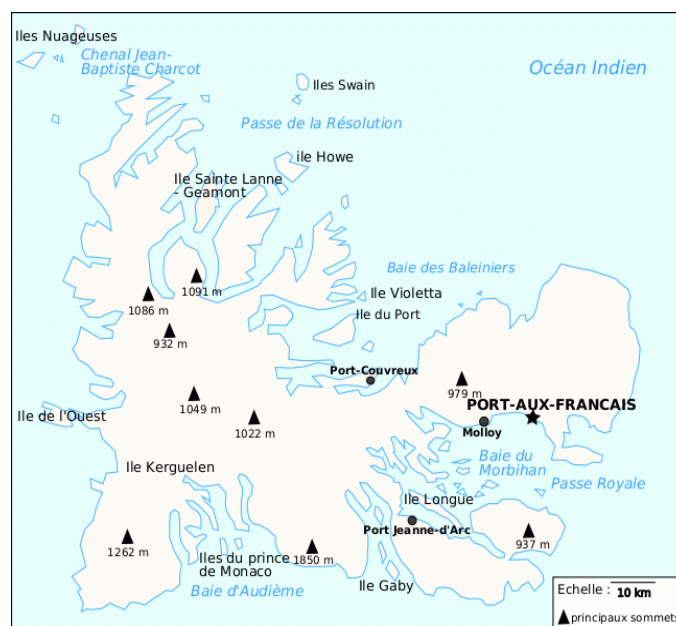 Iles Nuageuses
Chenal Jean-
Baptiste Charcot
Océan Indien
Iles Swain
Passe de la Résolution
ile Howe
Ile Sainte Lanne
- Geamont
Baie des Baleiniers
1091 m
Ile Violetta
1086 m
Ile du Port
932 m
Port-Couvreux
979 m
1049 m
PORT-AUX-FRANCAIS
Ile de l'Ouest
1022 m
Molloy
Baie du
Morbihan
Ile Kerguelen
Passe Royale
Ile Longue
Port Jeanne-d'Arc
937 m
1262 m
Iles du prince
de Monaco
1850 m
Baie d'Audième
Ile Gaby
Echelle :
10 km
principaux sommets